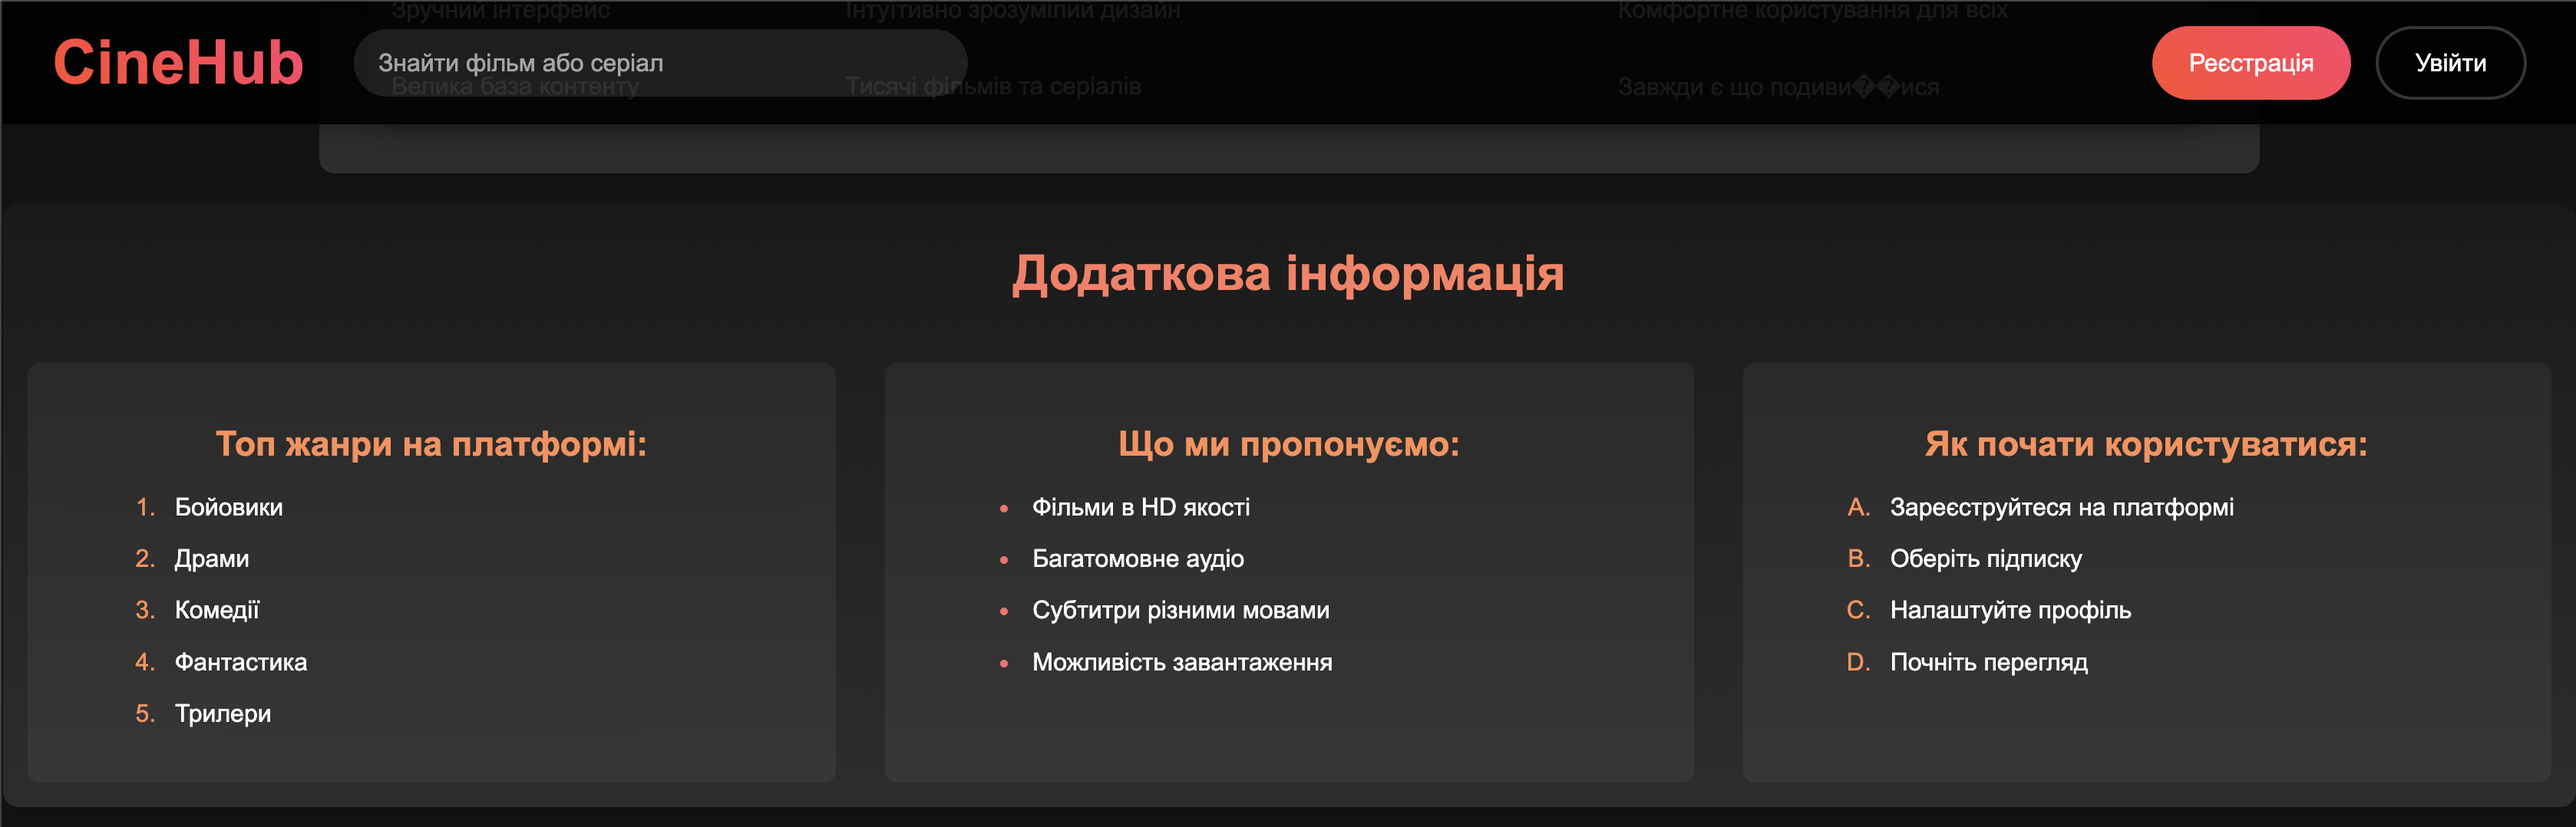 Зручний інтерфейс Інтуїтивно зрозумілий дизайн Комфортне користування для всіх
CineHub Знайти фільм або серіал Реєстрація Увійти
Велика база контенту Тисячі фільмів та серіалів Завжди є що подиви��ися
Додаткова інформація
Топ жанри на платформі:
1. Бойовики
2. Драми
3. Комедії
4. Фантастика
5. Трилери
Що ми пропонуємо:
• Фільми в HD якості
• Багатомовне аудіо
• Субтитри різними мовами
• Можливість завантаження
Як почати користуватися:
A. Зареєструйтеся на платформі
B. Оберіть підписку
C. Налаштуйте профіль
D. Почніть перегляд